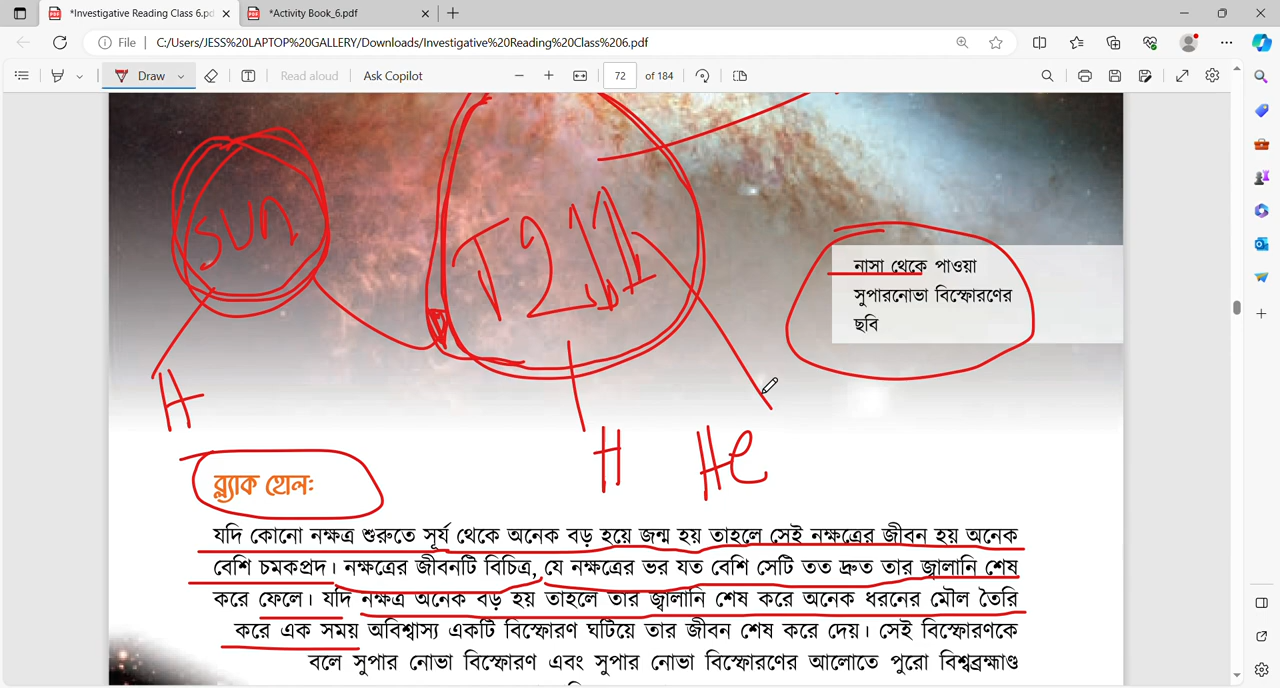 *Investigative Reading Class 6.pd
*Activity Book_6.pdf
File
C:/Users/JESS%20LAPTOP%20GALLERY/Downloads/Investigative%20Reading%20Class%206.pdf
Draw
Read aloud
Ask Copilot
72
of 184
SUN
H
H
He
নাসা থেকে পাওয়া
সুপারনোভা বিস্ফোরণের
ছবি
ব্ল্যাক হোল:
যদি কোনো নক্ষত্র শুরুতে সূর্য থেকে অনেক বড় হয়ে জন্ম হয় তাহলে সেই নক্ষত্রের জীবন হয় অনেক
বেশি চমকপ্রদ। নক্ষত্রের জীবনটি বিচিত্র, যে নক্ষত্রের ভর যত বেশি সেটি তত দ্রুত তার জ্বালানি শেষ
করে ফেলে। যদি নক্ষত্র অনেক বড় হয় তাহলে তার জ্বালানি শেষ করে অনেক ধরনের মৌল তৈরি
করে এক সময় অবিশ্বাস্য একটি বিস্ফোরণ ঘটিয়ে তার জীবন শেষ করে দেয়। সেই বিস্ফোরণকে
বলে সুপার নোভা বিস্ফোরণ এবং সুপার নোভা বিস্ফোরণের আলোতে পুরো বিশ্বব্রহ্মাণ্ড